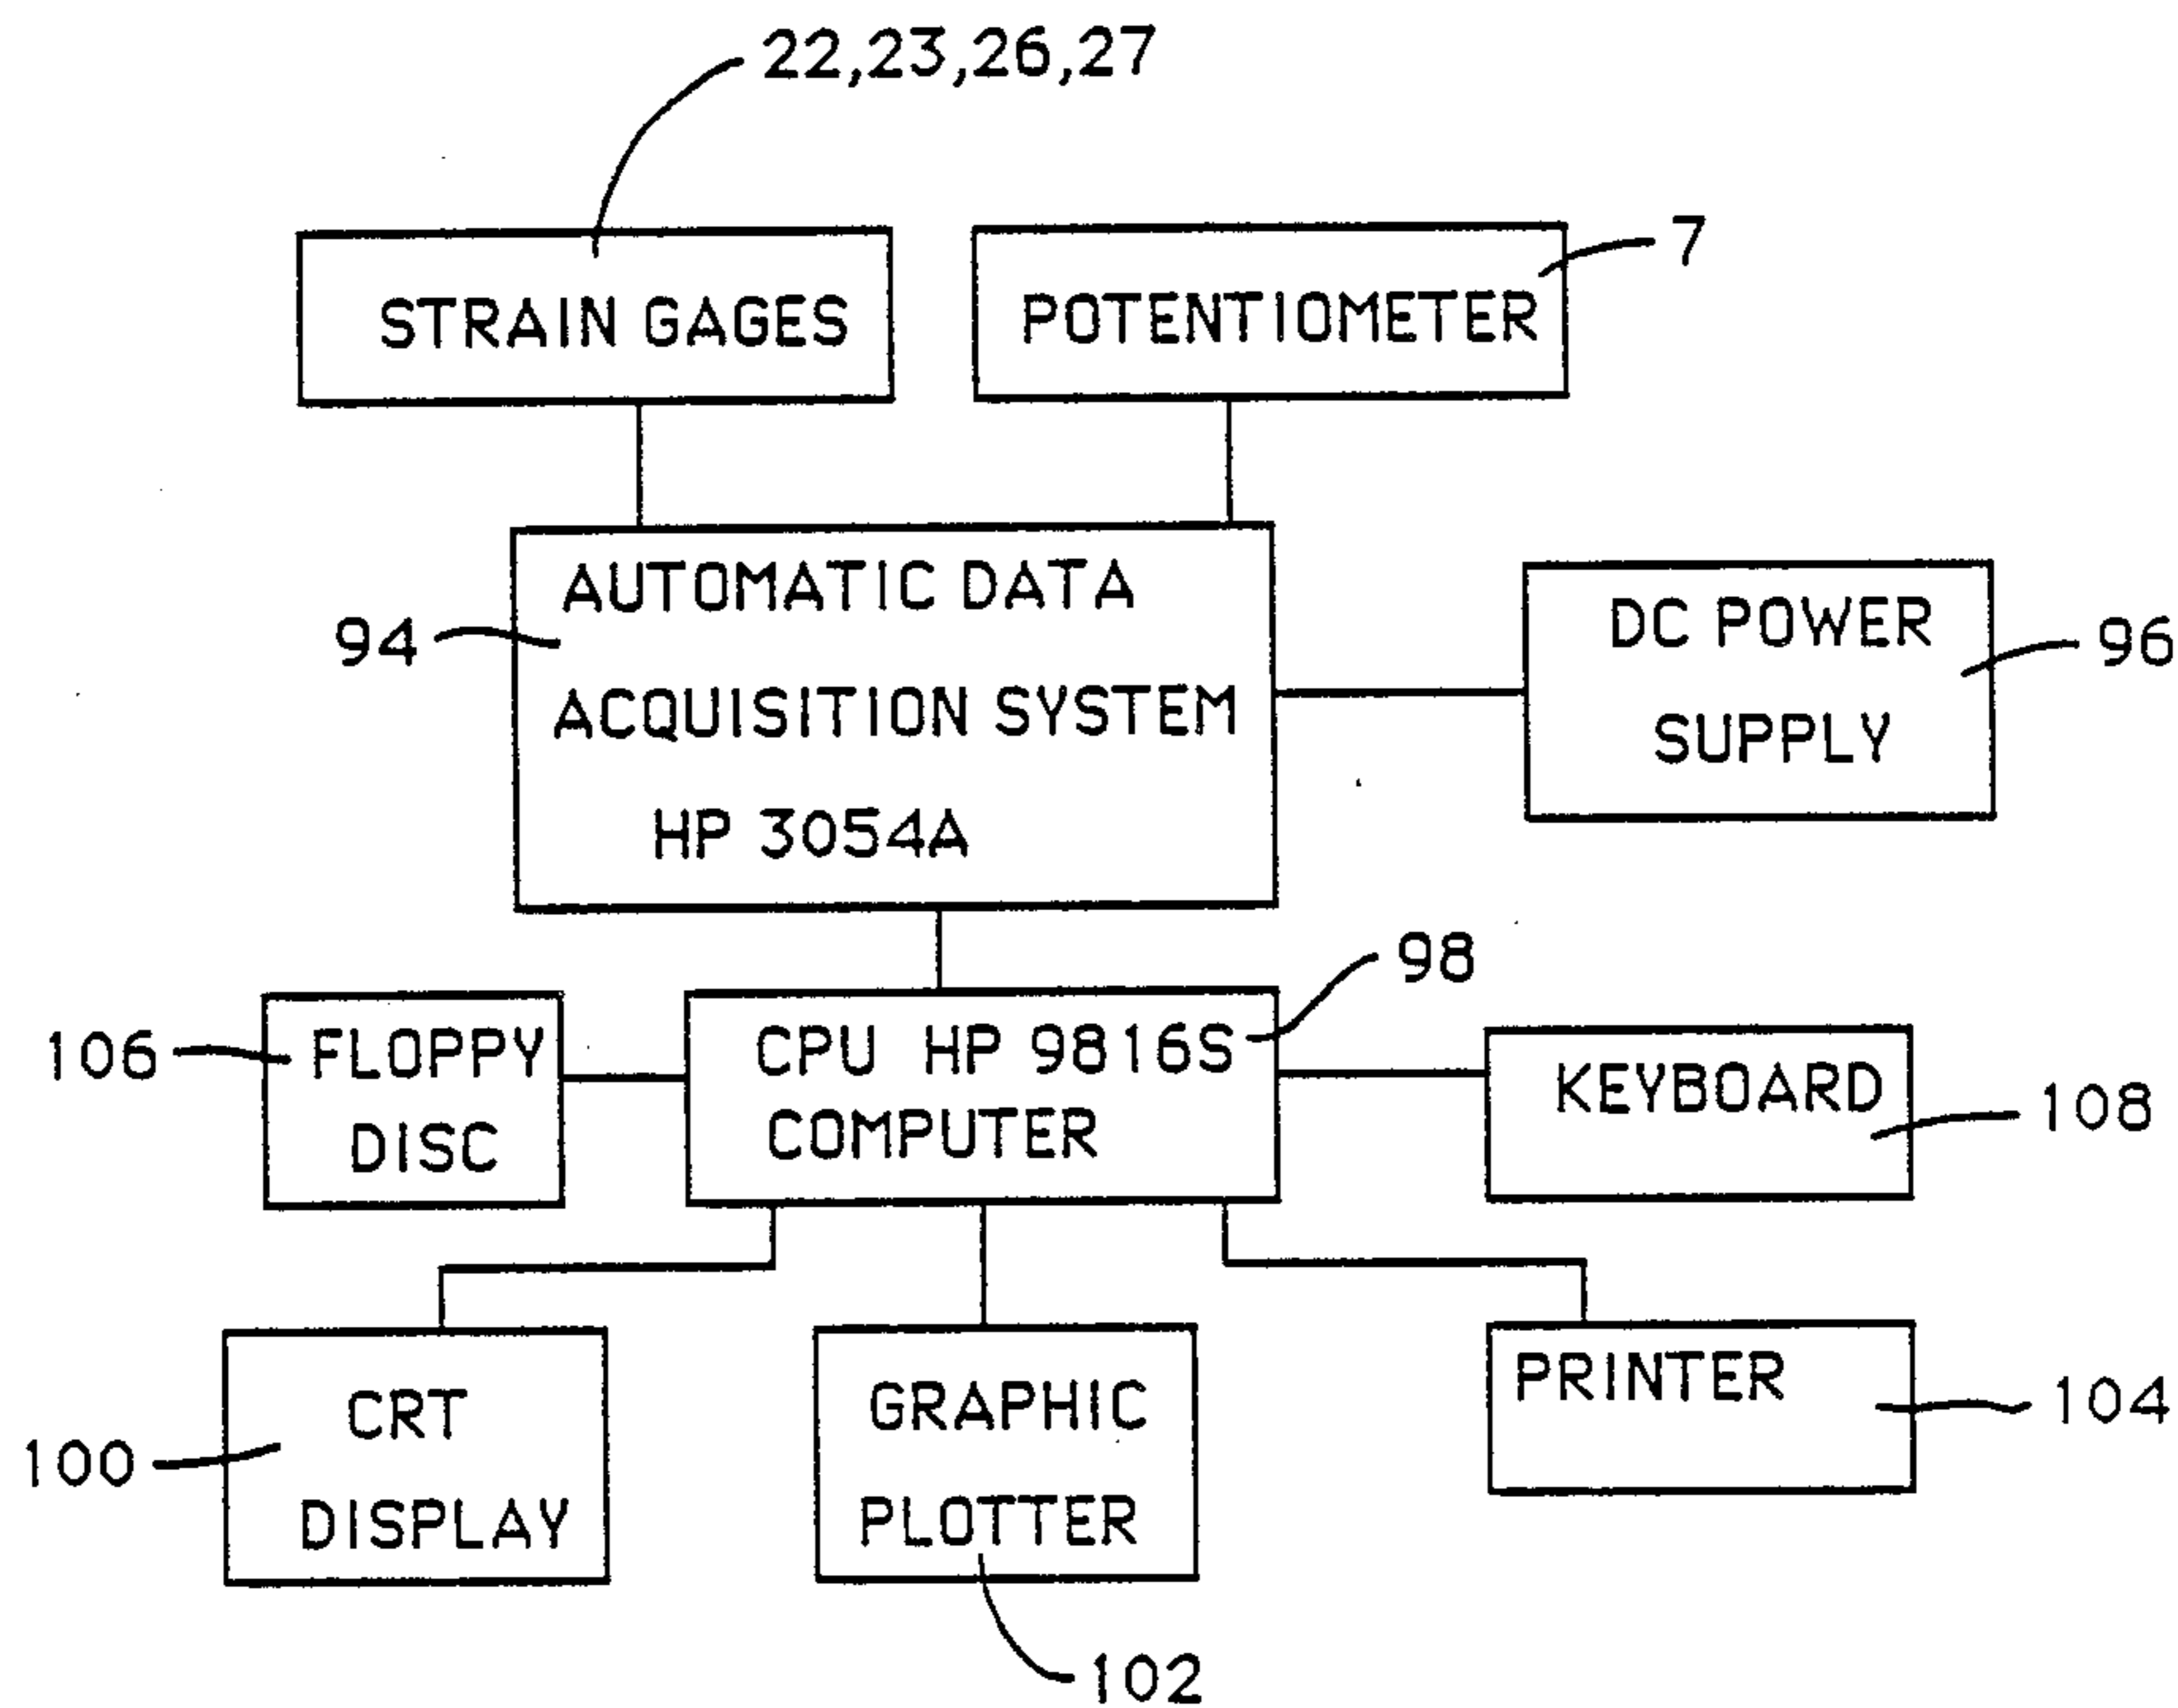 22,23,26,27
7
STRAIN GAGES
POTENTIOMETER
AUTOMATIC DATA
ACQUISITION SYSTEM
HP 3054A
94
DC POWER
SUPPLY
96
98
106
FLOPPY
DISC
CPU HP 9816S
COMPUTER
KEYBOARD
108
100
CRT
DISPLAY
GRAPHIC
PLOTTER
PRINTER
104
102